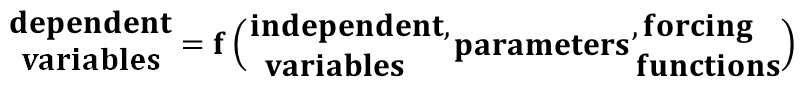 dependent variables = f(independent variables, parameters, forcing functions)